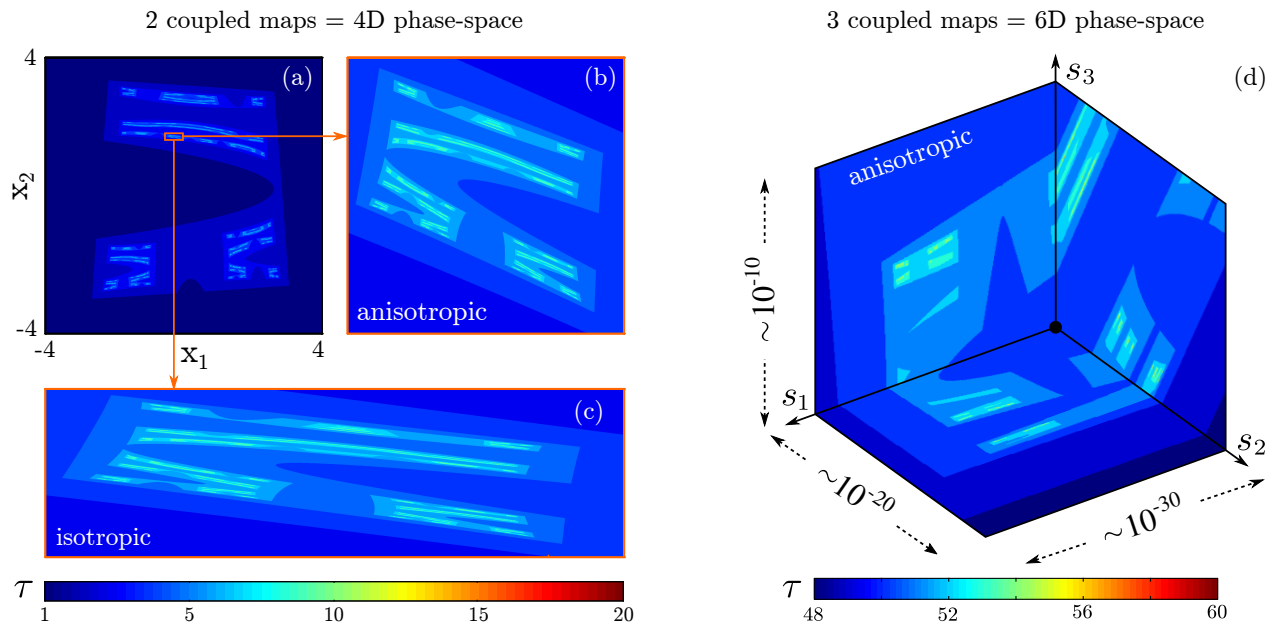 2 coupled maps = 4D phase-space
3 coupled maps = 6D phase-space
4
(a)
x₂
-4
-4
x₁
4
(b)
anisotropic
(c)
isotropic
τ
1
5
10
15
20
(d)
s₃
anisotropic
~10⁻¹⁰
s₁
s₂
~10⁻²⁰
~10⁻³⁰
τ
48
52
56
60